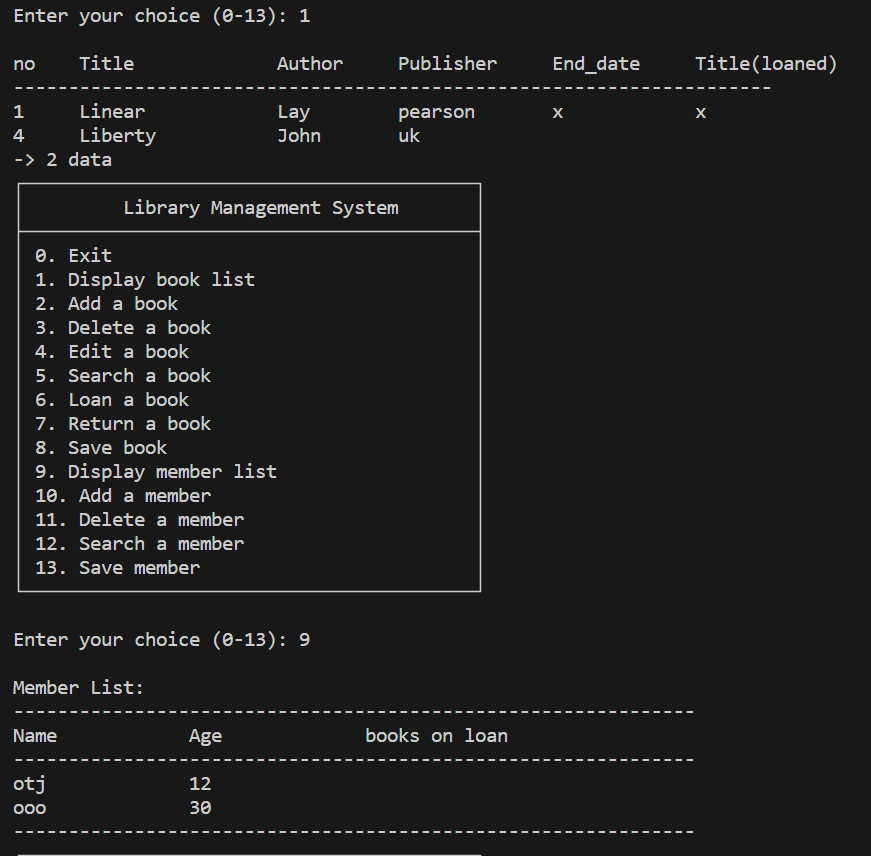 Enter your choice (0-13): 1
no Title Author Publisher End_date Title(loaned)
---------------------------------------------------------------------
1 Linear Lay pearson x x
4 Liberty John uk
-> 2 data
Library Management System
0. Exit
1. Display book list
2. Add a book
3. Delete a book
4. Edit a book
5. Search a book
6. Loan a book
7. Return a book
8. Save book
9. Display member list
10. Add a member
11. Delete a member
12. Search a member
13. Save member
Enter your choice (0-13): 9
Member List:
--------------------------------------------------------------
Name Age books on loan
--------------------------------------------------------------
otj 12
ooo 30
--------------------------------------------------------------